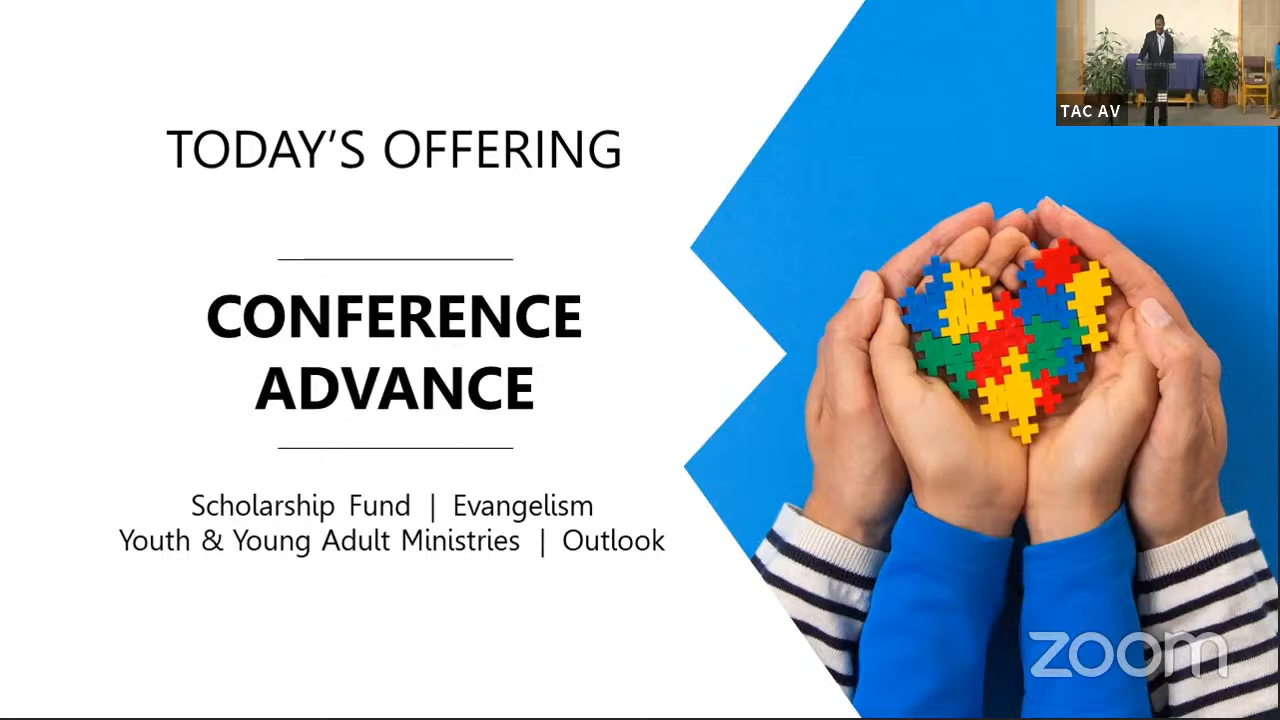 TODAY'S OFFERING
CONFERENCE
ADVANCE
Scholarship Fund | Evangelism
Youth & Young Adult Ministries | Outlook
TAC AV
zoom